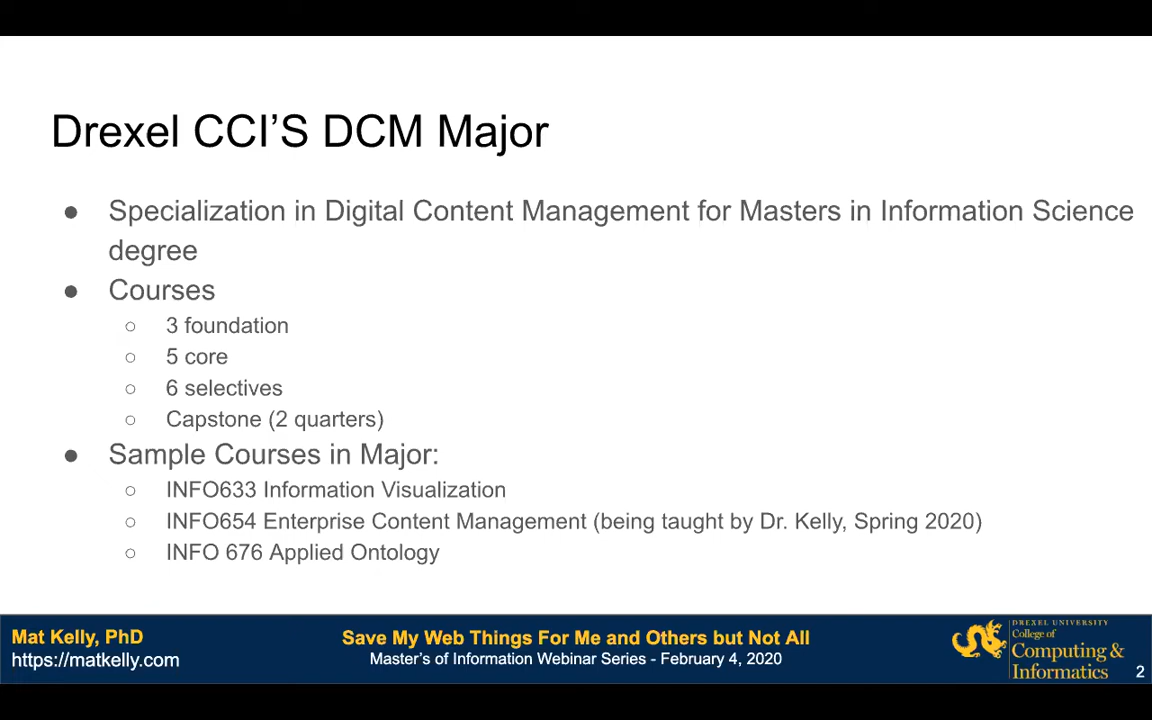 Drexel CCI’S DCM Major
● Specialization in Digital Content Management for Masters in Information Science
degree
● Courses
○ 3 foundation
○ 5 core
○ 6 selectives
○ Capstone (2 quarters)
● Sample Courses in Major:
○ INFO633 Information Visualization
○ INFO654 Enterprise Content Management (being taught by Dr. Kelly, Spring 2020)
○ INFO 676 Applied Ontology
Mat Kelly, PhD
https://matkelly.com
Save My Web Things For Me and Others but Not All
Master’s of Information Webinar Series - February 4, 2020
DREXEL UNIVERSITY
College of
Computing &
Informatics
2